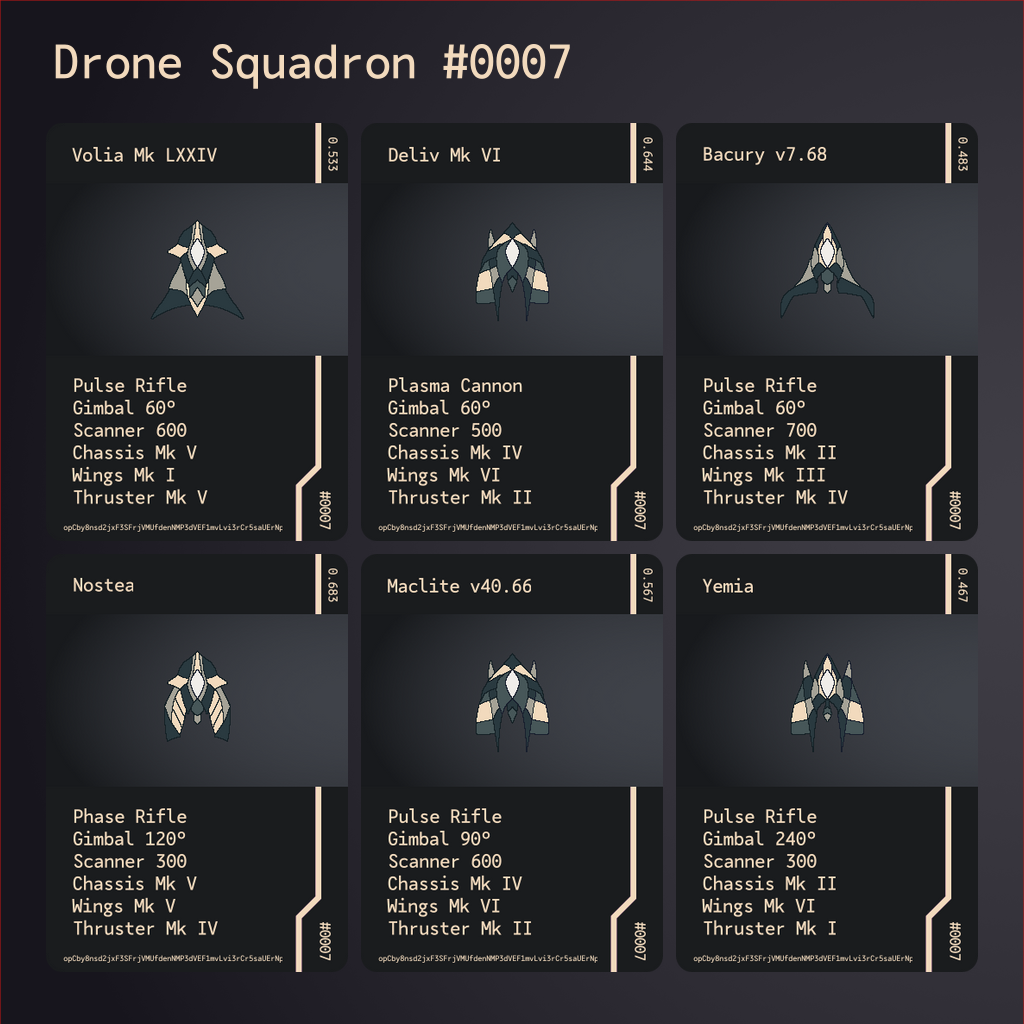 Drone Squadron #0007
Volia Mk LXXIV
0.533
Pulse Rifle
Gimbal 60º
Scanner 600
Chassis Mk V
Wings Mk I
Thruster Mk V
opCby8nsd2jxF3SFrjVMUfdenNMP3dVEF1mvLvi3rCr5saUErNp
#0007
Deliv Mk VI
0.644
Plasma Cannon
Gimbal 60º
Scanner 500
Chassis Mk IV
Wings Mk VI
Thruster Mk II
opCby8nsd2jxF3SFrjVMUfdenNMP3dVEF1mvLvi3rCr5saUErNp
#0007
Bacury v7.68
0.483
Pulse Rifle
Gimbal 60º
Scanner 700
Chassis Mk II
Wings Mk III
Thruster Mk IV
opCby8nsd2jxF3SFrjVMUfdenNMP3dVEF1mvLvi3rCr5saUErNp
#0007
Nostea
0.683
Phase Rifle
Gimbal 120º
Scanner 300
Chassis Mk V
Wings Mk V
Thruster Mk IV
opCby8nsd2jxF3SFrjVMUfdenNMP3dVEF1mvLvi3rCr5saUErNp
#0007
Maclite v40.66
0.567
Pulse Rifle
Gimbal 90º
Scanner 600
Chassis Mk IV
Wings Mk VI
Thruster Mk II
opCby8nsd2jxF3SFrjVMUfdenNMP3dVEF1mvLvi3rCr5saUErNp
#0007
Yemia
0.467
Pulse Rifle
Gimbal 240º
Scanner 300
Chassis Mk II
Wings Mk VI
Thruster Mk I
opCby8nsd2jxF3SFrjVMUfdenNMP3dVEF1mvLvi3rCr5saUErNp
#0007